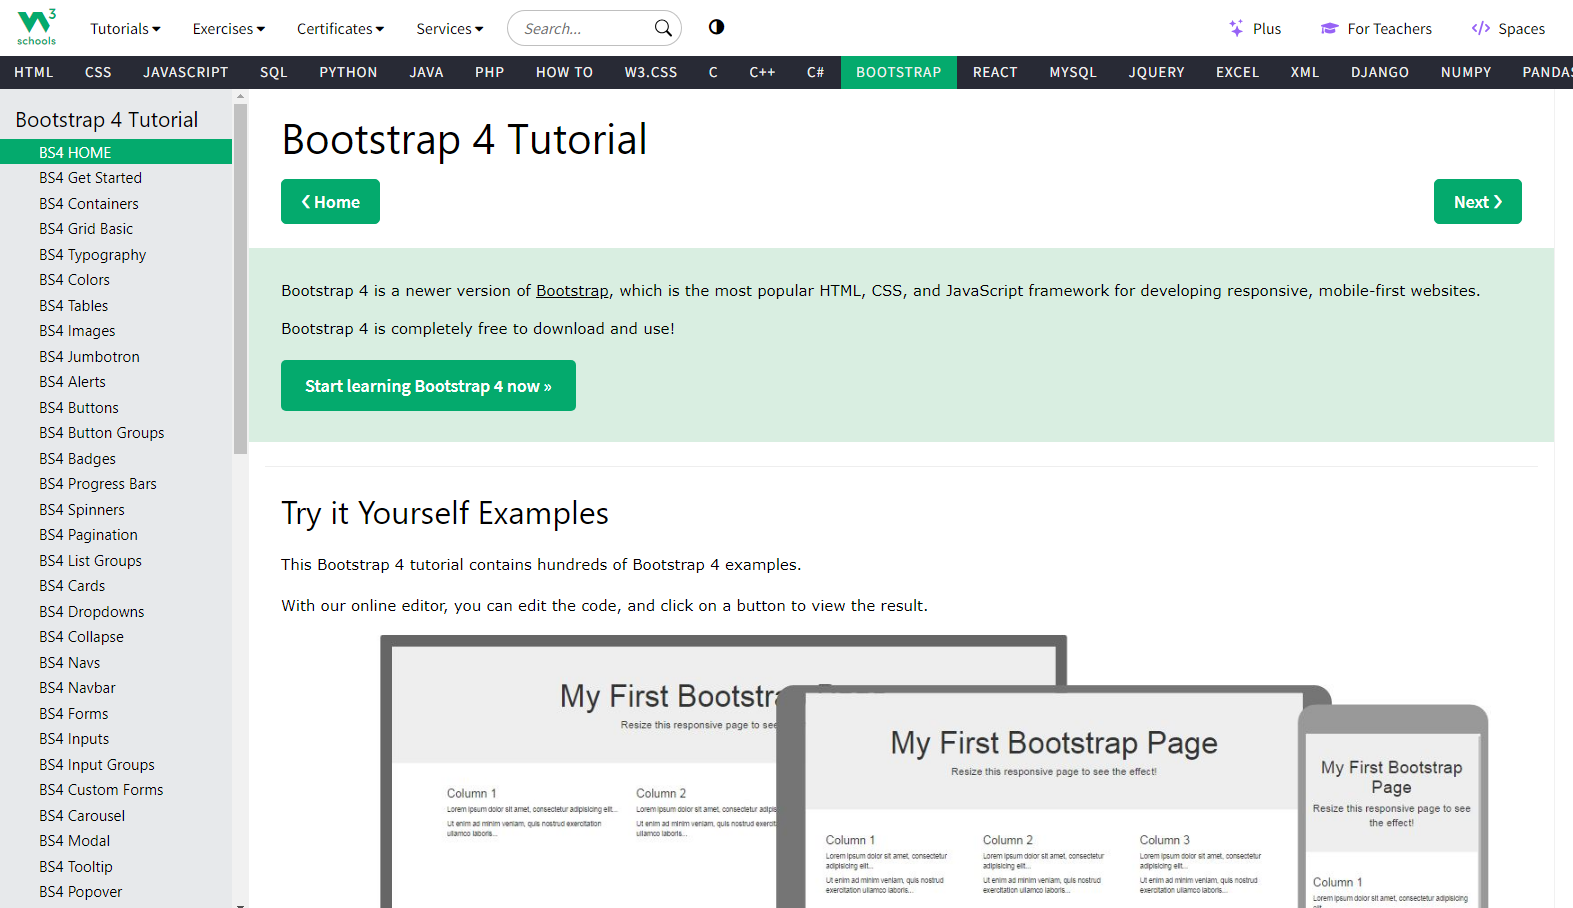 W3 schools
Tutorials Exercises Certificates Services Search... Plus For Teachers Spaces
HTML CSS JAVASCRIPT SQL PYTHON JAVA PHP HOW TO W3.CSS C C++ C# BOOTSTRAP REACT MYSQL JQUERY EXCEL XML DJANGO NUMPY PANDAS
Bootstrap 4 Tutorial
BS4 HOME
BS4 Get Started
BS4 Containers
BS4 Grid Basic
BS4 Typography
BS4 Colors
BS4 Tables
BS4 Images
BS4 Jumbotron
BS4 Alerts
BS4 Buttons
BS4 Button Groups
BS4 Badges
BS4 Progress Bars
BS4 Spinners
BS4 Pagination
BS4 List Groups
BS4 Cards
BS4 Dropdowns
BS4 Collapse
BS4 Navs
BS4 Navbar
BS4 Forms
BS4 Inputs
BS4 Input Groups
BS4 Custom Forms
BS4 Carousel
BS4 Modal
BS4 Tooltip
BS4 Popover
Bootstrap 4 Tutorial
❮ Home
Next ❯
Bootstrap 4 is a newer version of Bootstrap, which is the most popular HTML, CSS, and JavaScript framework for developing responsive, mobile-first websites.
Bootstrap 4 is completely free to download and use!
Start learning Bootstrap 4 now »
Try it Yourself Examples
This Bootstrap 4 tutorial contains hundreds of Bootstrap 4 examples.
With our online editor, you can edit the code, and click on a button to view the result.
My First Bootstra
Resize this responsive page to see
Column 1
Lorem ipsum dolor sit amet, consectetur adipisicing elit...
Ut enim ad minim veniam, quis nostrud exercitation
ullamco laboris...
Column 2
Lorem ipsum dolor sit amet, consectetur adipis
Ut enim ad minim veniam, quis nostrud exercit
ullamco laboris...
My First Bootstrap Page
Resize this responsive page to see the effect!
Column 1
Lorem ipsum dolor sit amet, consectetur
adipisicing elit...
Ut enim ad minim veniam, quis nostrud
exercitation ullamco laboris...
Column 2
Lorem ipsum dolor sit amet, consectetur
adipisicing elit...
Ut enim ad minim veniam, quis nostrud
exercitation ullamco laboris...
Column 3
Lorem ipsum dolor sit amet, consectetur
adipisicing elit...
Ut enim ad minim veniam, quis nostrud
exercitation ullamco laboris...
My First Bootstrap
Page
Resize this responsive page to see
the effect!
Column 1
Lorem ipsum dolor sit amet, consectetur adipisicing